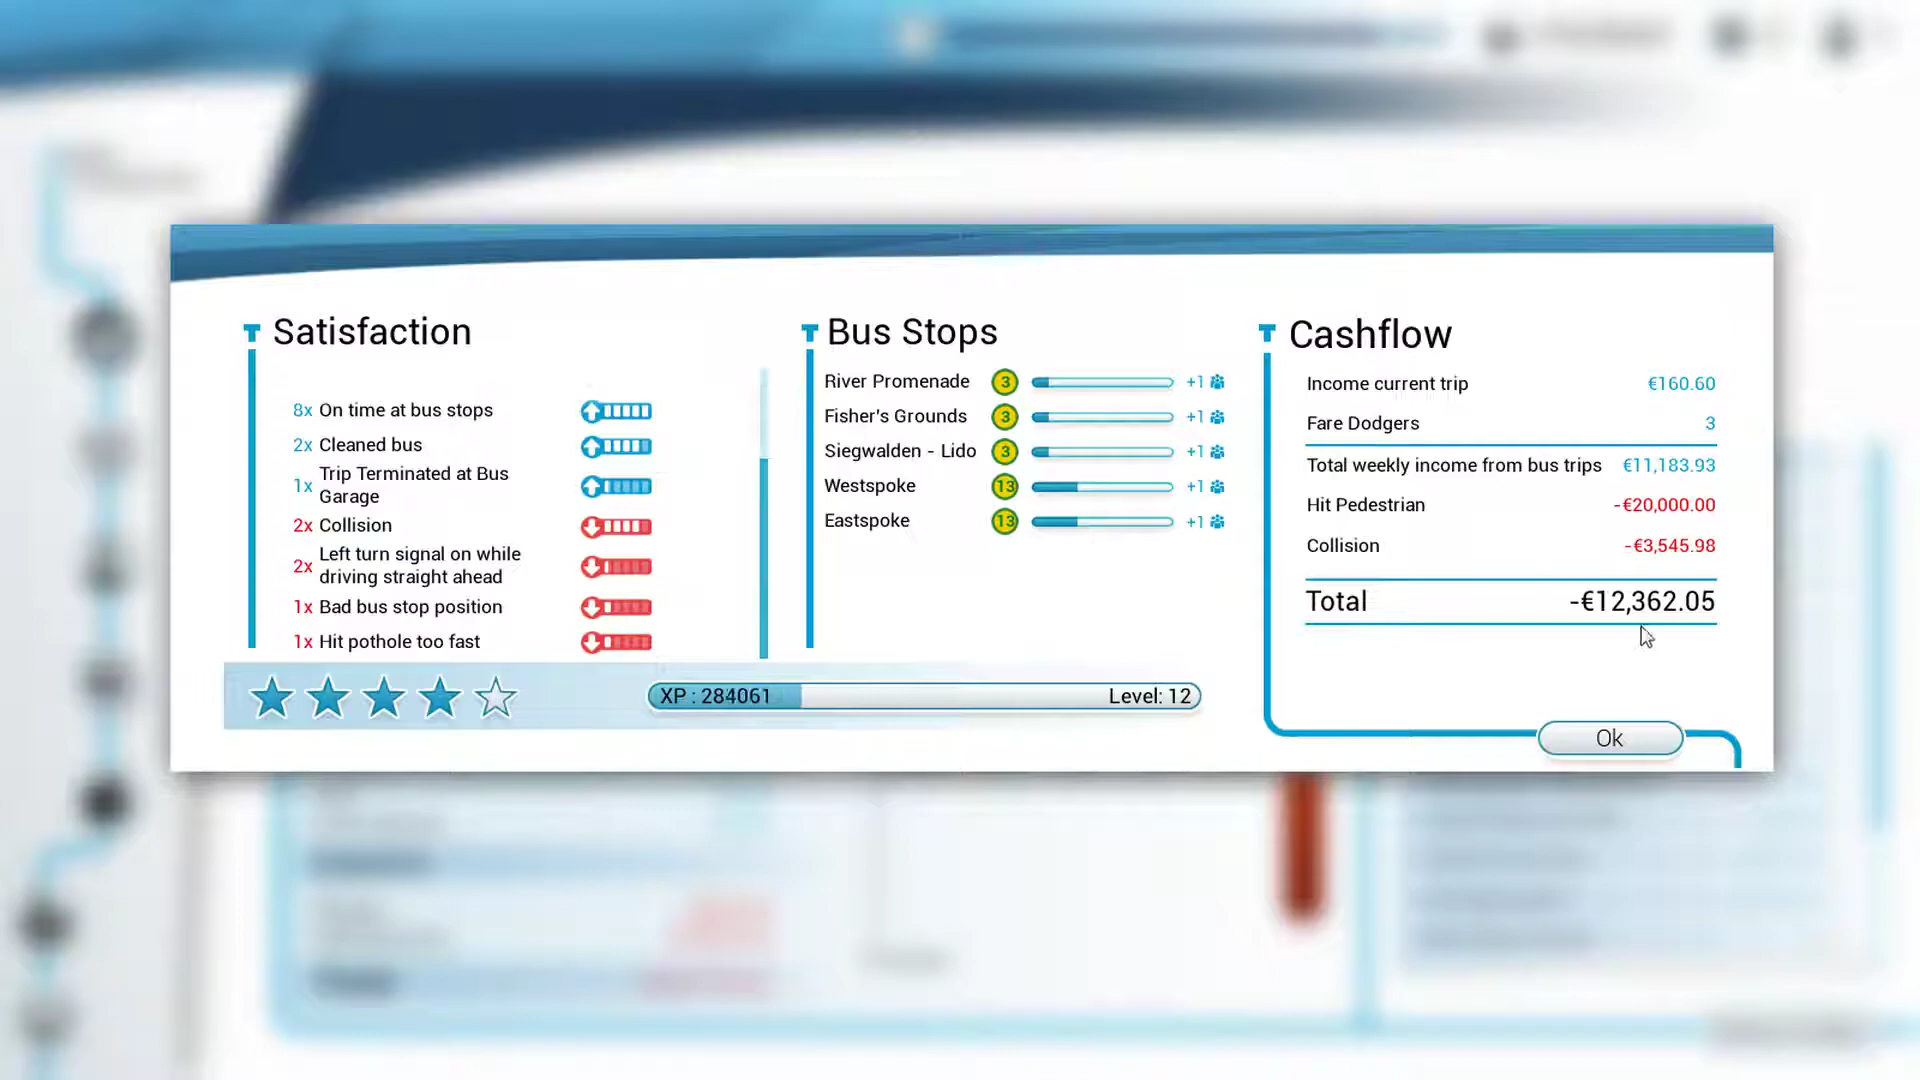 Satisfaction
8x On time at bus stops
2x Cleaned bus
1x Trip Terminated at Bus
Garage
2x Collision
2x Left turn signal on while
driving straight ahead
1x Bad bus stop position
1x Hit pothole too fast
XP : 284061 Level: 12
Bus Stops
River Promenade 3 +1
Fisher's Grounds 3 +1
Siegwalden - Lido 3 +1
Westspoke 13 +1
Eastspoke 13 +1
Cashflow
Income current trip €160.60
Fare Dodgers 3
Total weekly income from bus trips €11,183.93
Hit Pedestrian -€20,000.00
Collision -€3,545.98
Total -€12,362.05
Ok